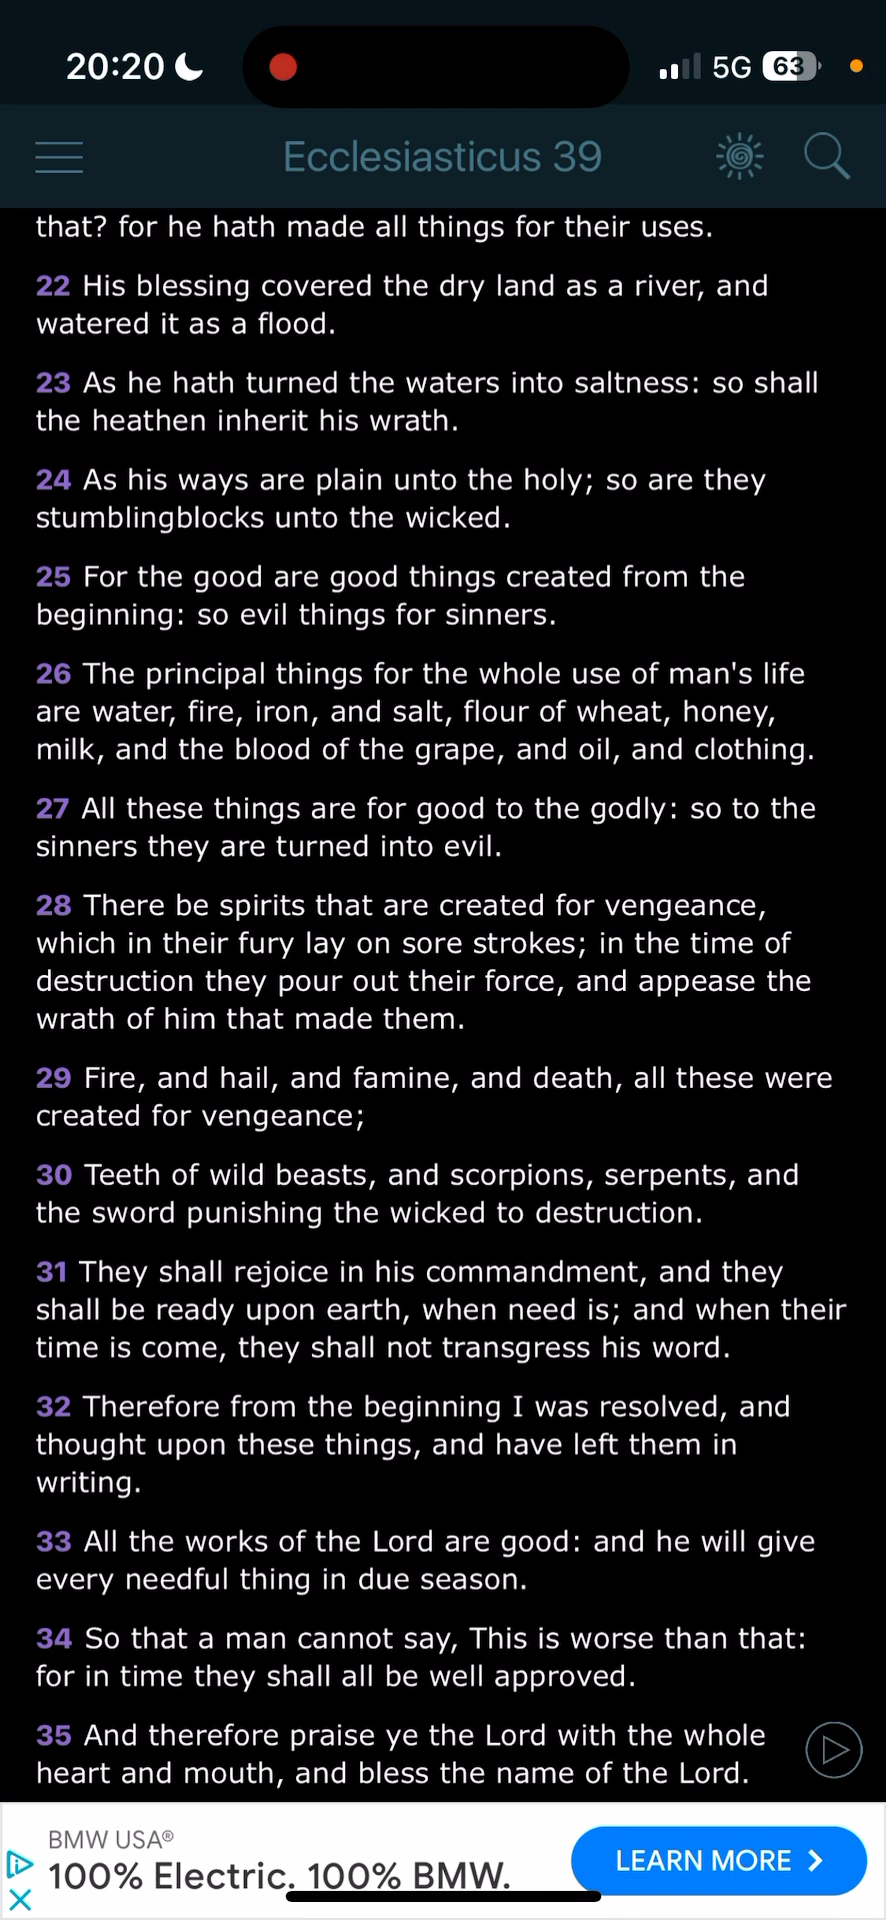 20:20
5G 63
Ecclesiasticus 39
that? for he hath made all things for their uses.
22 His blessing covered the dry land as a river, and
watered it as a flood.
23 As he hath turned the waters into saltness: so shall
the heathen inherit his wrath.
24 As his ways are plain unto the holy; so are they
stumblingblocks unto the wicked.
25 For the good are good things created from the
beginning: so evil things for sinners.
26 The principal things for the whole use of man's life
are water, fire, iron, and salt, flour of wheat, honey,
milk, and the blood of the grape, and oil, and clothing.
27 All these things are for good to the godly: so to the
sinners they are turned into evil.
28 There be spirits that are created for vengeance,
which in their fury lay on sore strokes; in the time of
destruction they pour out their force, and appease the
wrath of him that made them.
29 Fire, and hail, and famine, and death, all these were
created for vengeance;
30 Teeth of wild beasts, and scorpions, serpents, and
the sword punishing the wicked to destruction.
31 They shall rejoice in his commandment, and they
shall be ready upon earth, when need is; and when their
time is come, they shall not transgress his word.
32 Therefore from the beginning I was resolved, and
thought upon these things, and have left them in
writing.
33 All the works of the Lord are good: and he will give
every needful thing in due season.
34 So that a man cannot say, This is worse than that:
for in time they shall all be well approved.
35 And therefore praise ye the Lord with the whole
heart and mouth, and bless the name of the Lord.
BMW USA®
100% Electric. 100% BMW.
LEARN MORE